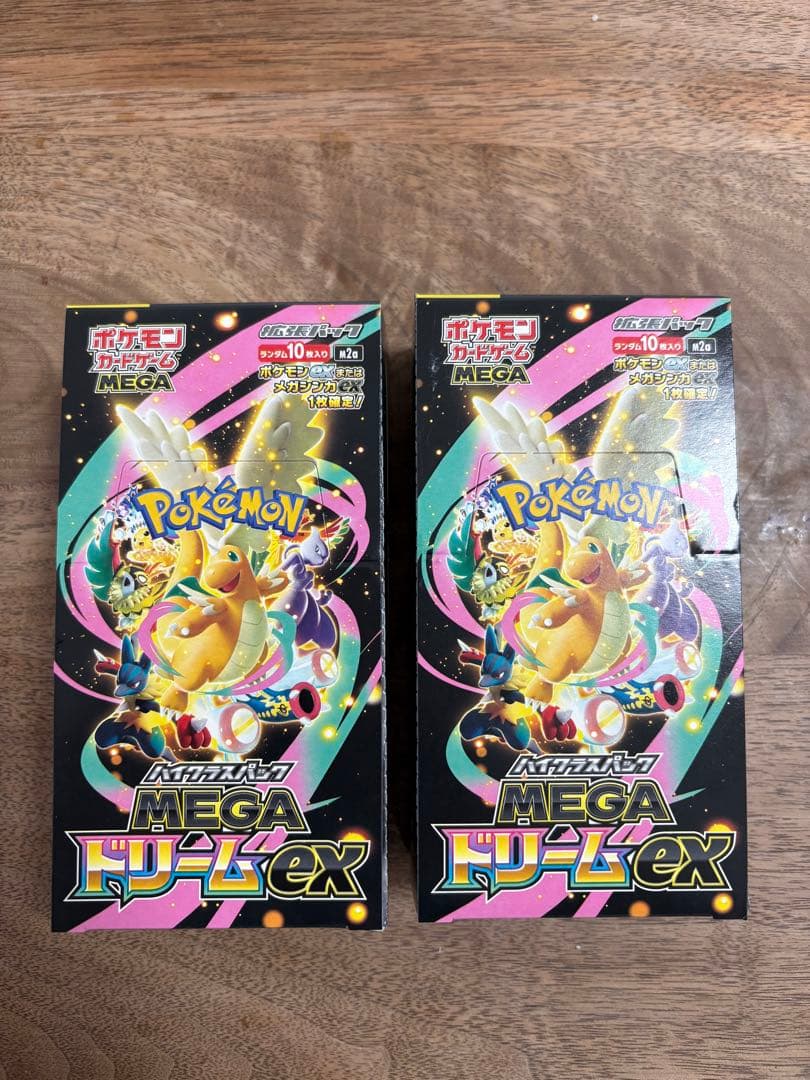 ポケモン
カードゲーム
MEGA
拡張パック
ランダム10枚入り M2a
ポケモンexまたは
メガシンカex
1枚確定!
POKéMON
ハイクラスパック
MEGA
ドリームex
ポケモン
カードゲーム
MEGA
拡張パック
ランダム10枚入り M2a
ポケモンexまたは
メガシンカex
1枚確定!
POKéMON
ハイクラスパック
MEGA
ドリームex